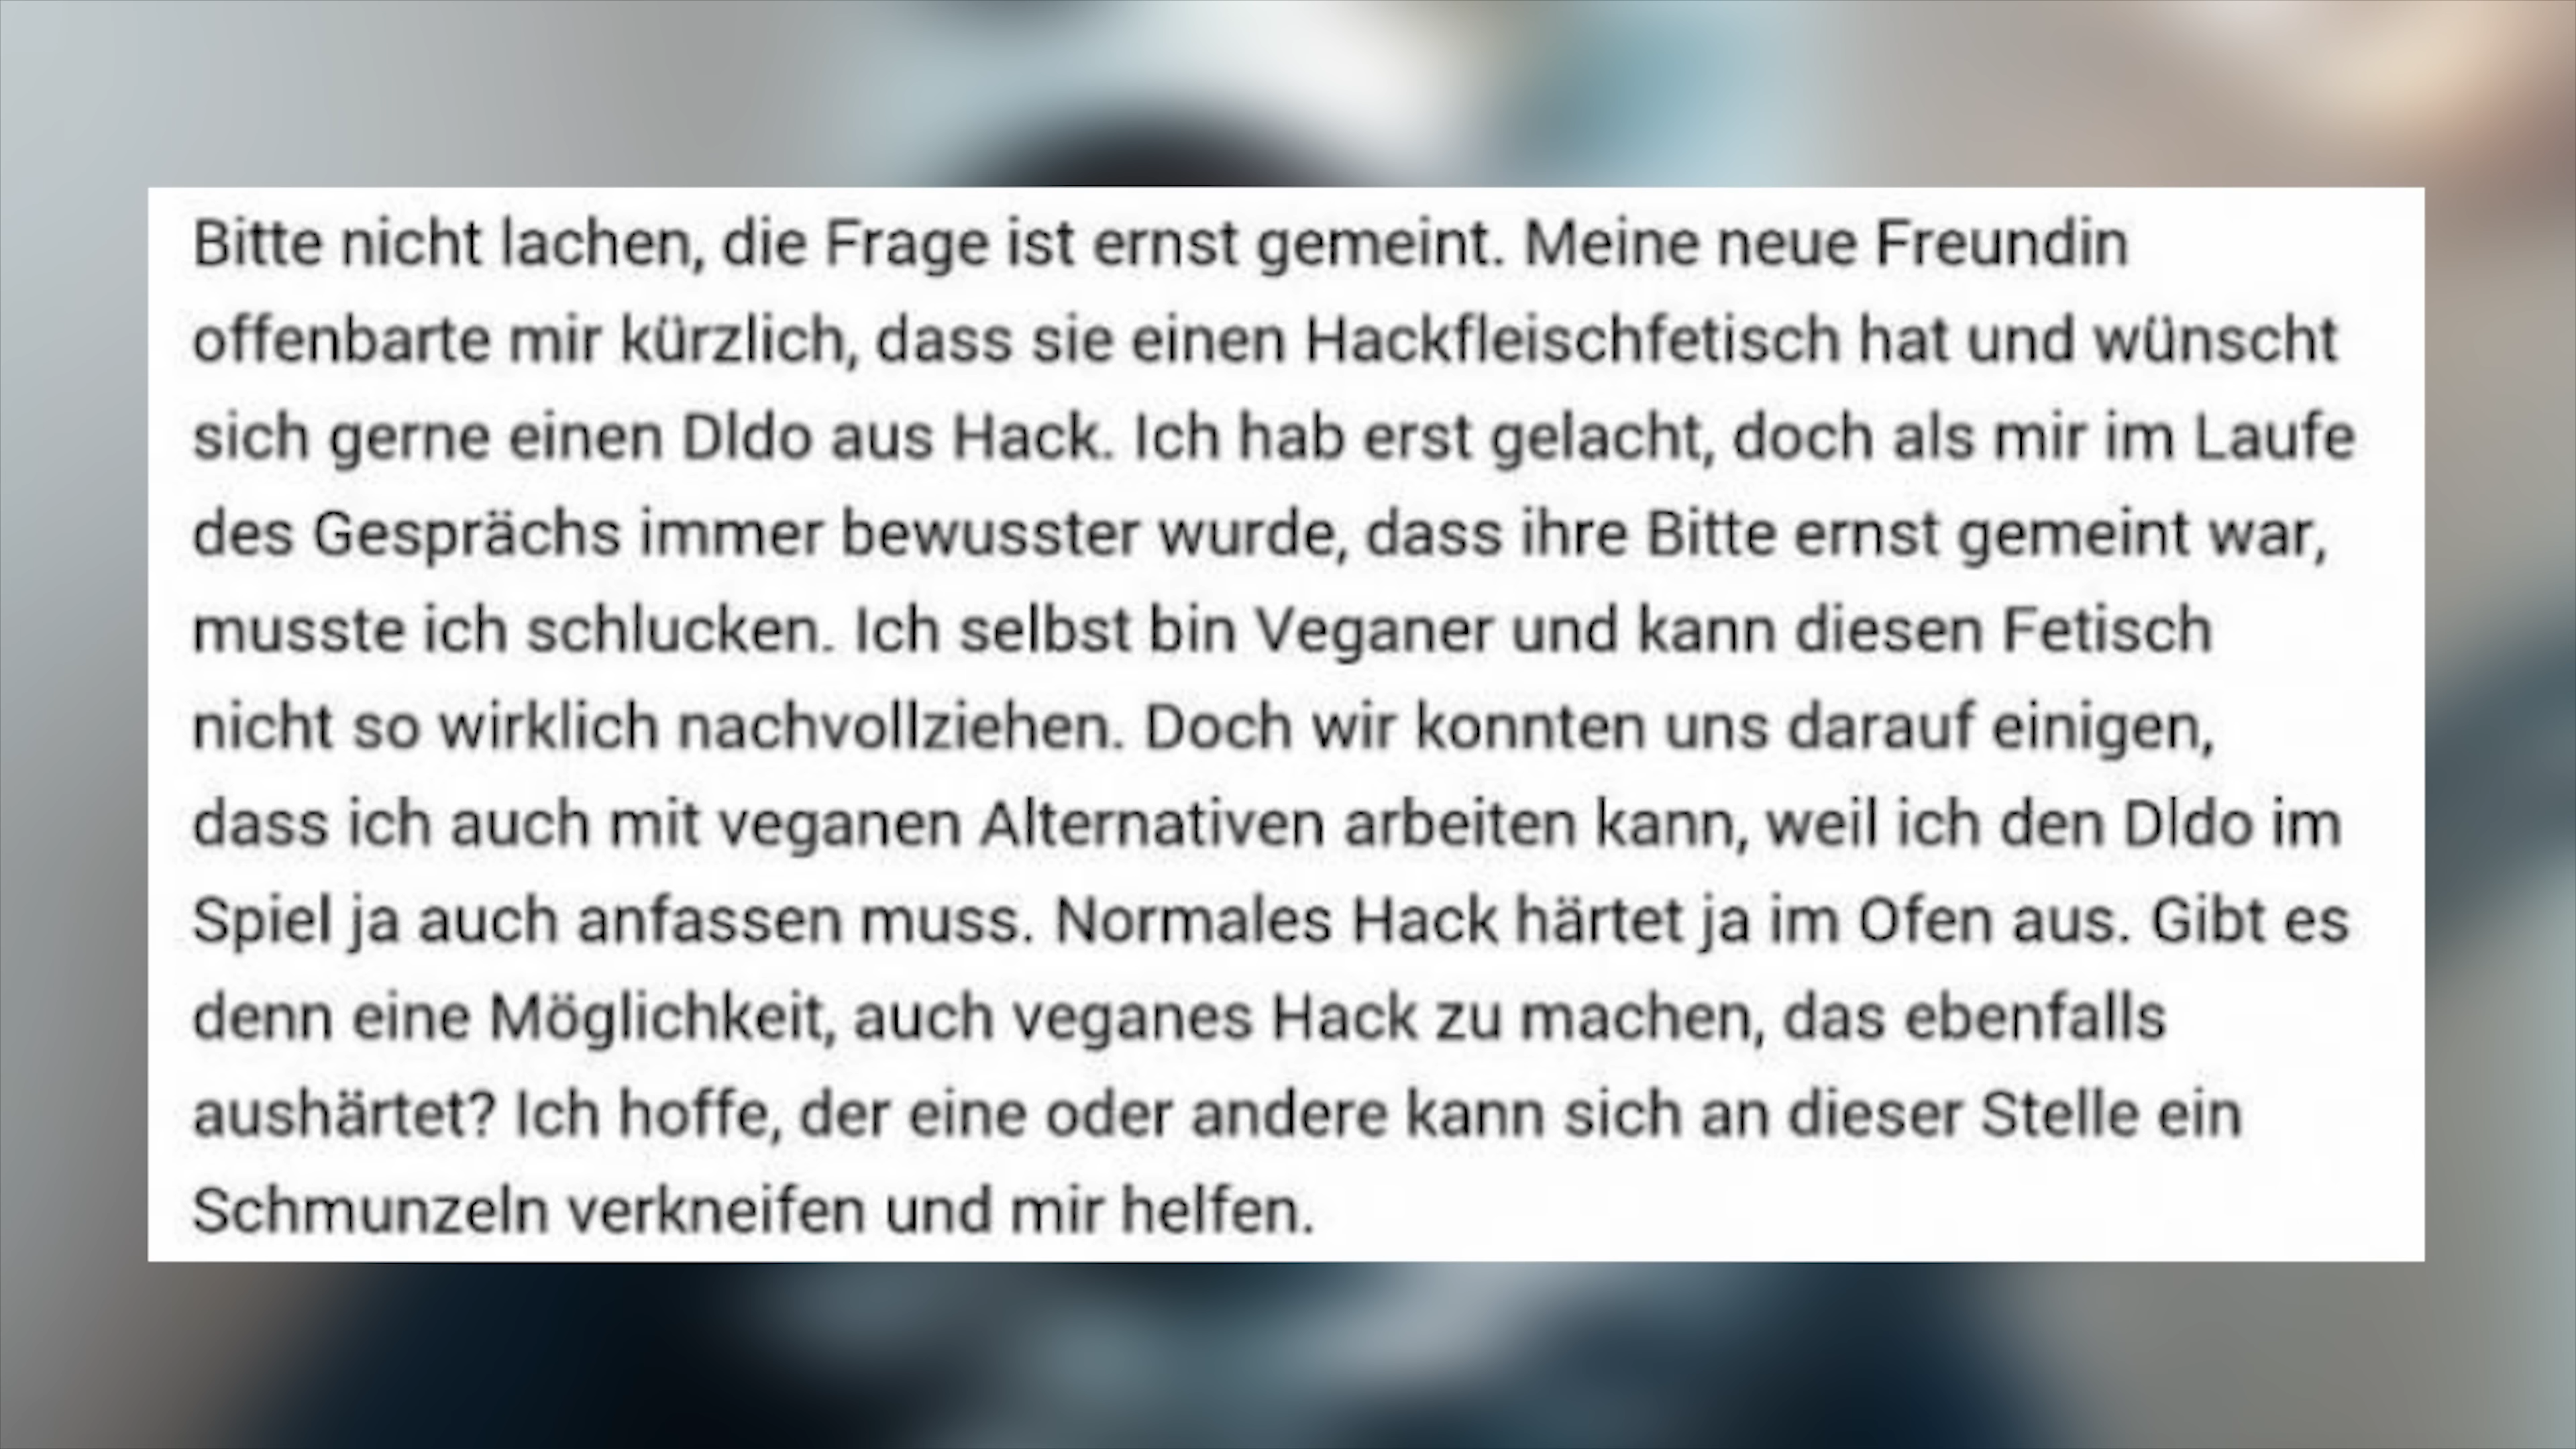 Bitte nicht lachen, die Frage ist ernst gemeint. Meine neue Freundin
offenbarte mir kürzlich, dass sie einen Hackfleischfetisch hat und wünscht
sich gerne einen Dldo aus Hack. Ich hab erst gelacht, doch als mir im Laufe
des Gesprächs immer bewusster wurde, dass ihre Bitte ernst gemeint war,
musste ich schlucken. Ich selbst bin Veganer und kann diesen Fetisch
nicht so wirklich nachvollziehen. Doch wir konnten uns darauf einigen,
dass ich auch mit veganen Alternativen arbeiten kann, weil ich den Dldo im
Spiel ja auch anfassen muss. Normales Hack härtet ja im Ofen aus. Gibt es
denn eine Möglichkeit, auch veganes Hack zu machen, das ebenfalls
aushärtet? Ich hoffe, der eine oder andere kann sich an dieser Stelle ein
Schmunzeln verkneifen und mir helfen.